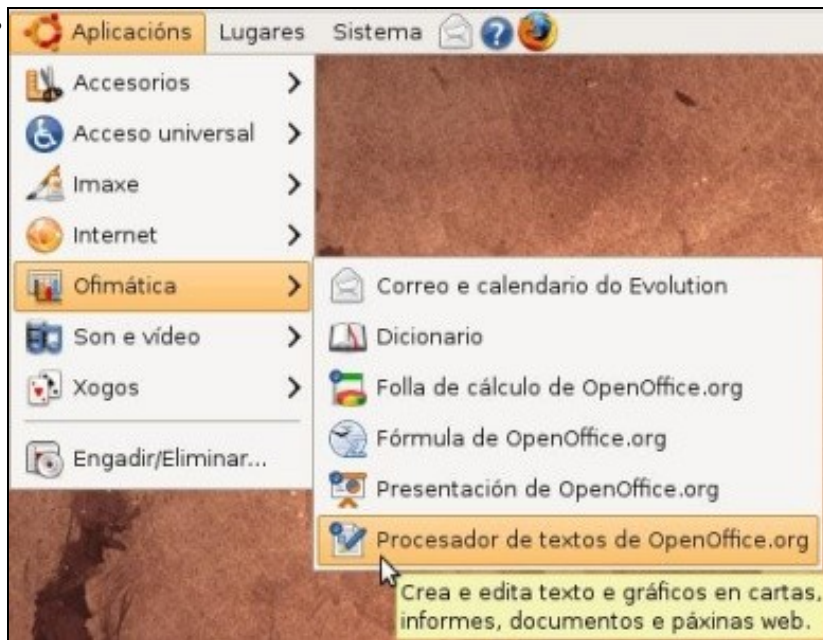 Aplicacións Lugares Sistema
Accesorios
Acceso universal
Imaxe
Internet
Ofimática
Son e vídeo
Xogos
Engadir/Eliminar...
Correo e calendario do Evolution
Dicionario
Folla de cálculo de OpenOffice.org
Fórmula de OpenOffice.org
Presentación de OpenOffice.org
Procesador de textos de OpenOffice.org
Crea e edita texto e gráficos en cartas,
informes, documentos e páxinas web.